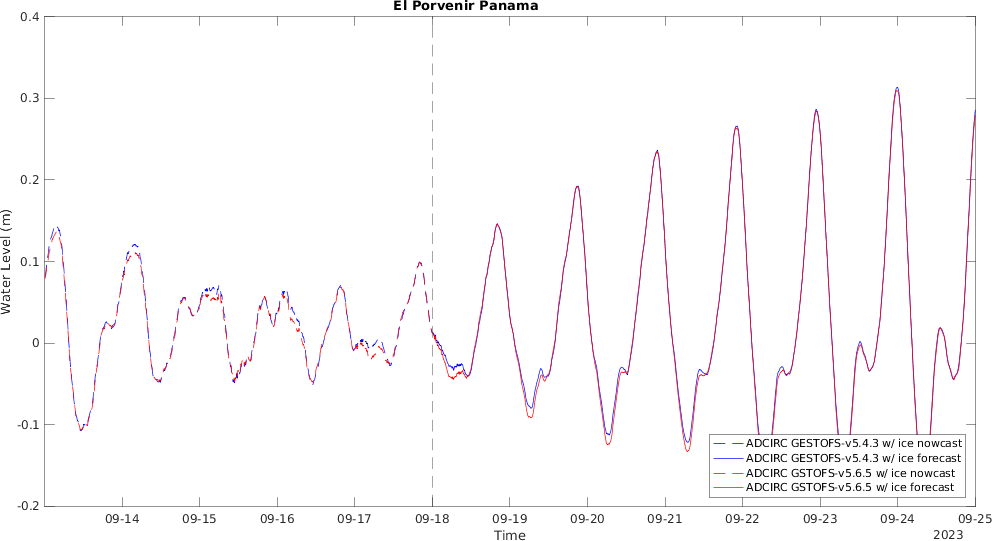 El Porvenir Panama
0.4
0.3
0.2
0.1
0
-0.1
-0.2
Water Level (m)
ADCIRC GESTOFS-v5.4.3 w/ ice nowcast
ADCIRC GESTOFS-v5.4.3 w/ ice forecast
ADCIRC GSTOFS-v5.6.5 w/ ice nowcast
ADCIRC GSTOFS-v5.6.5 w/ ice forecast
09-14 09-15 09-16 09-17 09-18 09-19 09-20 09-21 09-22 09-23 09-24 09-25
Time
2023